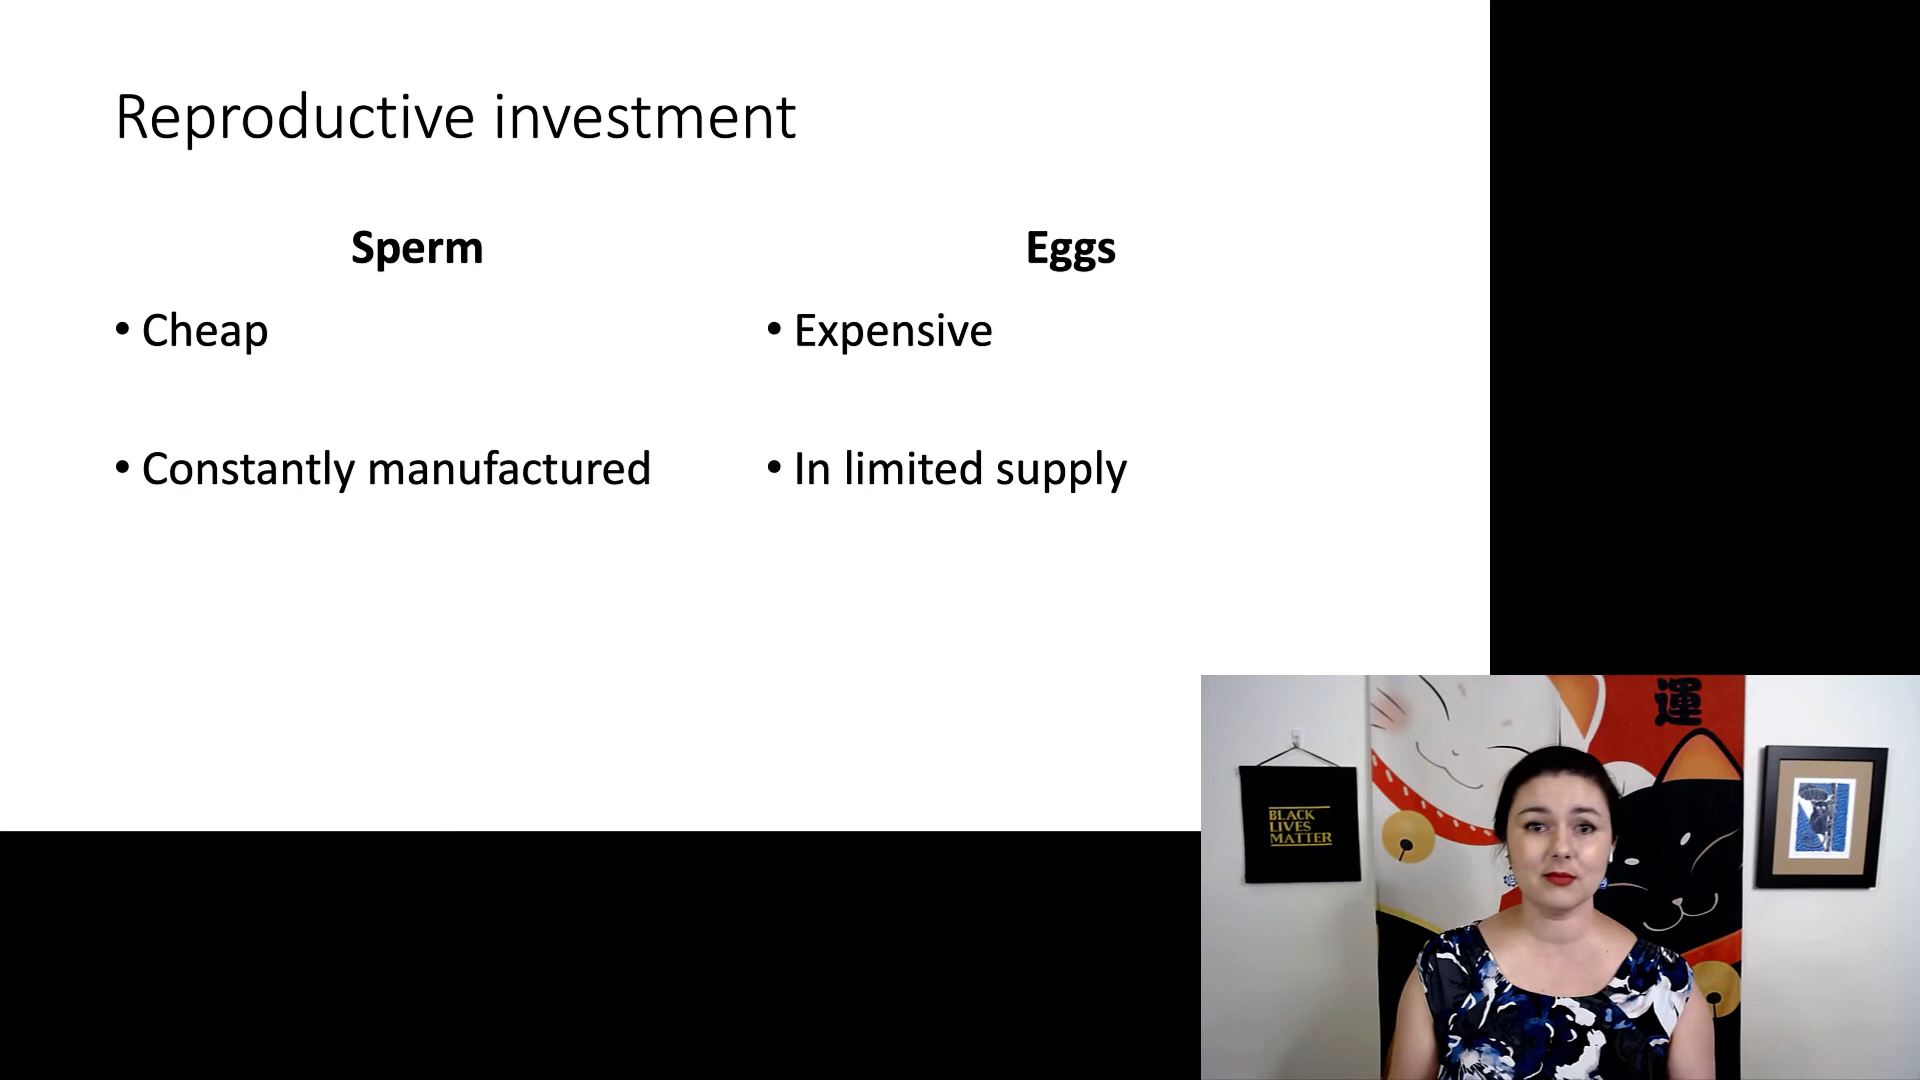 Reproductive investment
Sperm
Eggs
• Cheap
• Expensive
• Constantly manufactured
• In limited supply
運
BLACK
LIVES
MATTER